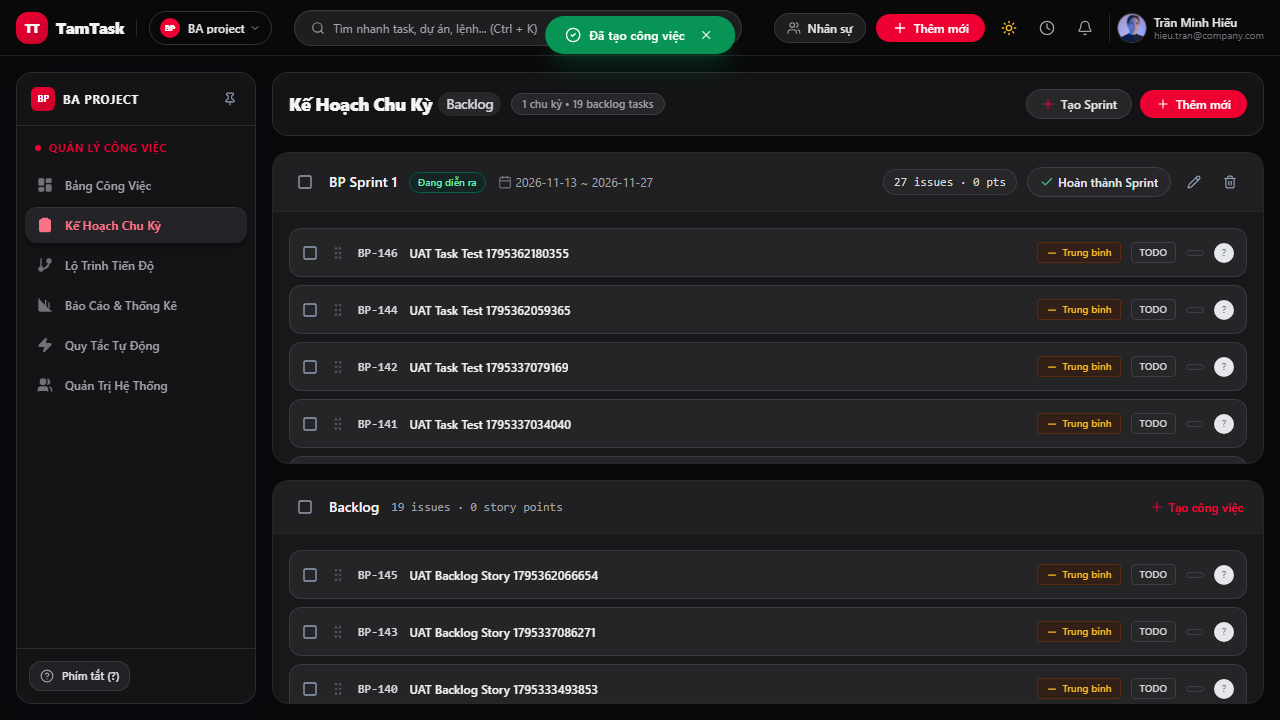 TT TamTask BP BA project Tìm nhanh task, dự án, lệnh... (Ctrl + K) Đã tạo công việc Nhân sự Thêm mới Trần Minh Hiếu
hieu.tran@company.com
BP BA PROJECT
QUẢN LÝ CÔNG VIỆC
Bảng Công Việc
Kế Hoạch Chu Kỳ
Lộ Trình Tiến Độ
Báo Cáo & Thống Kê
Quy Tắc Tự Động
Quản Trị Hệ Thống
Phím tắt (?)
Kế Hoạch Chu Kỳ Backlog 1 chu kỳ • 19 backlog tasks Tạo Sprint Thêm mới
BP Sprint 1 Đang diễn ra 2026-11-13 ~ 2026-11-27 27 issues · 0 pts Hoàn thành Sprint
BP-146 UAT Task Test 1795362180355 Trung bình TODO ?
BP-144 UAT Task Test 1795362059365 Trung bình TODO ?
BP-142 UAT Task Test 1795337079169 Trung bình TODO ?
BP-141 UAT Task Test 1795337034040 Trung bình TODO ?
Backlog 19 issues · 0 story points Tạo công việc
BP-145 UAT Backlog Story 1795362066654 Trung bình TODO ?
BP-143 UAT Backlog Story 1795337086271 Trung bình TODO ?
BP-140 UAT Backlog Story 1795333493853 Trung bình TODO ?